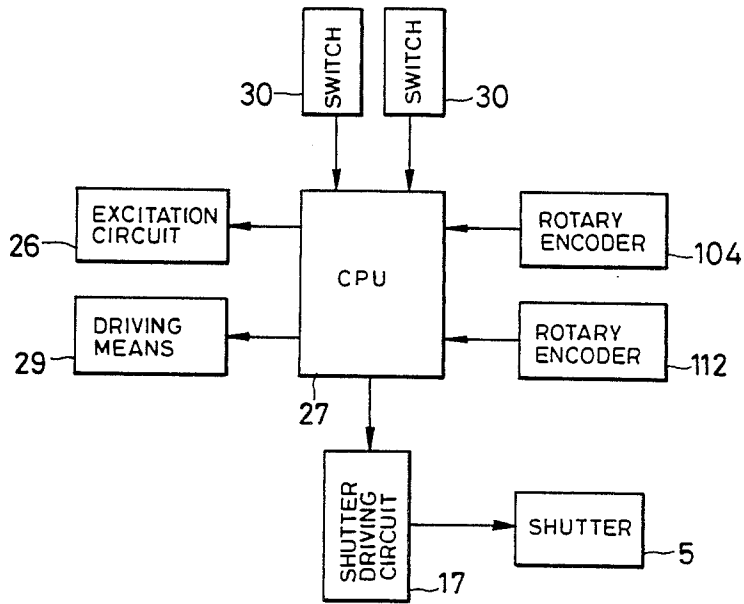 SWITCH
SWITCH
30
30
EXCITATION
CIRCUIT
26
ROTARY
ENCODER
104
CPU
DRIVING
MEANS
29
ROTARY
ENCODER
112
27
SHUTTER
DRIVING
CIRCUIT
17
SHUTTER
5